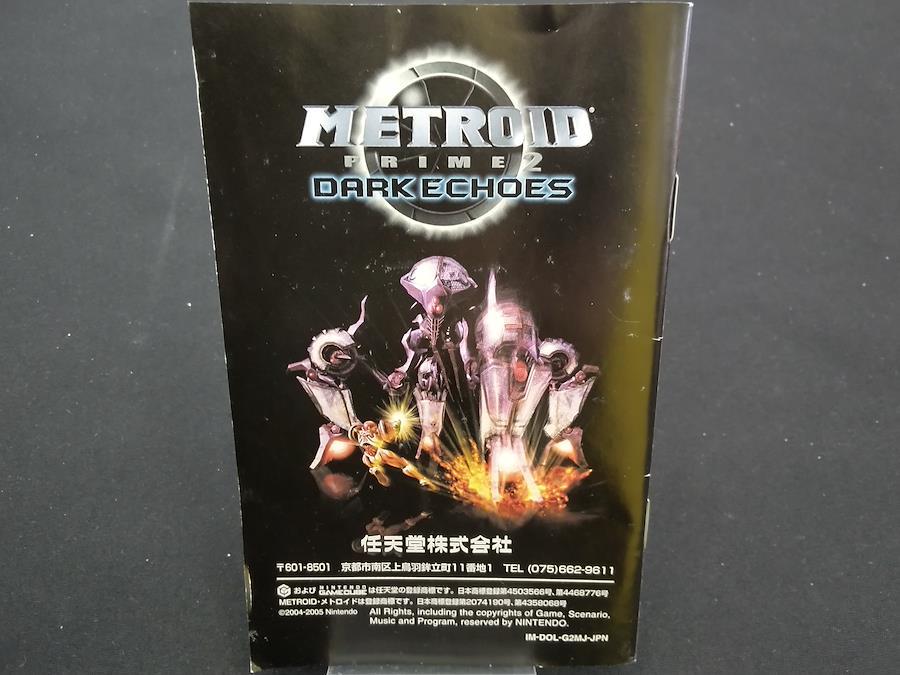 METROID®
PRIME 2
DARK ECHOES
任天堂株式会社
〒601-8501 京都市南区上鳥羽鉾立町11番地1 TEL (075)662-9611
および NINTENDO GAMECUBE は任天堂の登録商標です。日本商標登録第4503566号、第4468776号
METROID・メトロイドは登録商標です。日本商標登録第2074190号、第4358068号
©2004-2005 Nintendo All Rights, including the copyrights of Game, Scenario,
Music and Program, reserved by NINTENDO.
IM-DOL-G2MJ-JPN